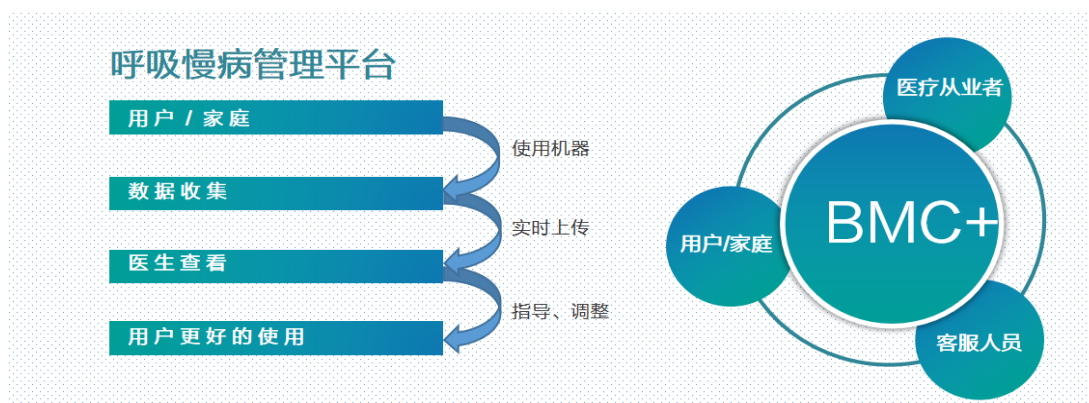 呼吸慢病管理平台
用户 / 家庭
使用机器
数据收集
实时上传
医生查看
指导、调整
用户更好的使用
医疗从业者
BMC+
用户/家庭
客服人员